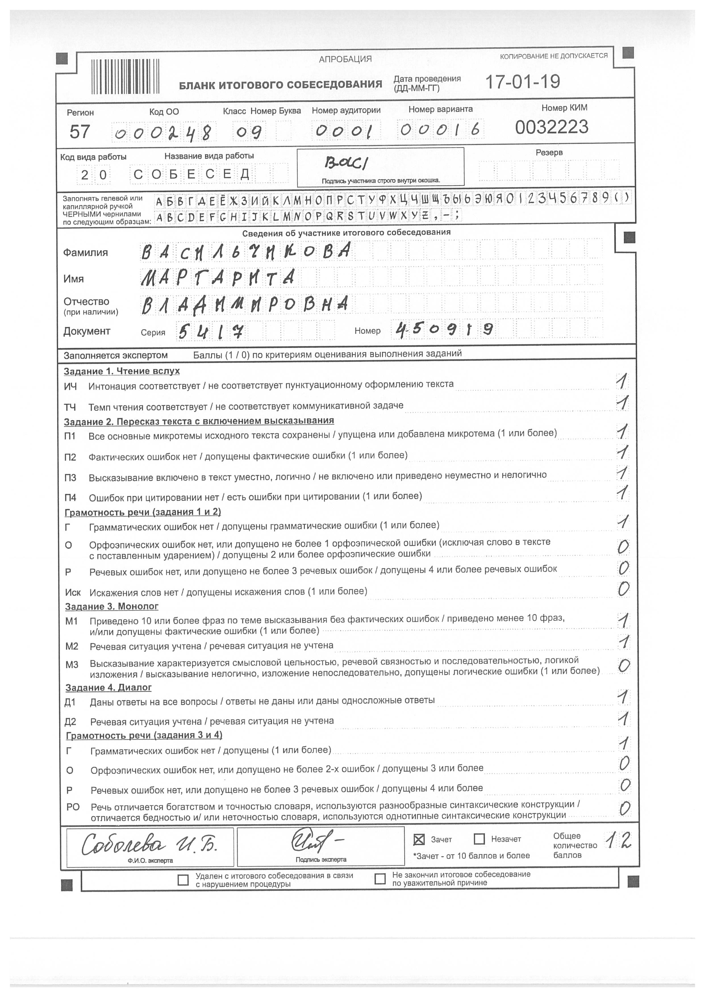 АПРОБАЦИЯ
КОПИРОВАНИЕ НЕ ДОПУСКАЕТСЯ
БЛАНК ИТОГОВОГО СОБЕСЕДОВАНИЯ Дата проведения (ДД-ММ-ГГ) 17-01-19
Регион Код ОО Класс Номер Буква Номер аудитории Номер варианта Номер КИМ
57 000248 09 0001 00016 0032223
Код вида работы Название вида работы Резерв
20 СОБЕСЕД
Подпись участника строго внутри окошка.
Заполнять гелевой или
капиллярной ручкой
ЧЕРНЫМИ чернилами
по следующим образцам:
АБВГДЕЁЖЗИЙКЛМНОПРСТУФХЦЧШЩЪЫЬЭЮЯ0123456789()
ABCDEFGHIJKLMNOPQRSTUVWXYZ,-;
Сведения об участнике итогового собеседования
Фамилия ВАСИЛЬЧИКОВА
Имя МАРГАРИТА
Отчество (при наличии) ВЛАДИМИРОВНА
Документ Серия 5417 Номер 450919
Заполняется экспертом Баллы (1 / 0) по критериям оценивания выполнения заданий
Задание 1. Чтение вслух
ИЧ Интонация соответствует / не соответствует пунктуационному оформлению текста 1
ТЧ Темп чтения соответствует / не соответствует коммуникативной задаче 1
Задание 2. Пересказ текста с включением высказывания
П1 Все основные микротемы исходного текста сохранены / упущена или добавлена микротема (1 или более) 1
П2 Фактических ошибок нет / допущены фактические ошибки (1 или более) 1
П3 Высказывание включено в текст уместно, логично / не включено или приведено неуместно и нелогично 1
П4 Ошибок при цитировании нет / есть ошибки при цитировании (1 или более) 1
Грамотность речи (задания 1 и 2)
Г Грамматических ошибок нет / допущены грамматические ошибки (1 или более) 1
О Орфоэпических ошибок нет, или допущено не более 1 орфоэпической ошибки (исключая слово в тексте
с поставленным ударением) / допущены 2 или более орфоэпические ошибки 0
Р Речевых ошибок нет, или допущено не более 3 речевых ошибок / допущены 4 или более речевых ошибок 0
Иск Искажения слов нет / допущены искажения слов (1 или более) 0
Задание 3. Монолог
М1 Приведено 10 или более фраз по теме высказывания без фактических ошибок / приведено менее 10 фраз,
и/или допущены фактические ошибки (1 или более) 1
М2 Речевая ситуация учтена / речевая ситуация не учтена 1
М3 Высказывание характеризуется смысловой цельностью, речевой связностью и последовательностью, логикой
изложения / высказывание нелогично, изложение непоследовательно, допущены логические ошибки (1 или более) 0
Задание 4. Диалог
Д1 Даны ответы на все вопросы / ответы не даны или даны односложные ответы 1
Д2 Речевая ситуация учтена / речевая ситуация не учтена 1
Грамотность речи (задания 3 и 4)
Г Грамматических ошибок нет / допущены (1 или более) 1
О Орфоэпических ошибок нет, или допущено не более 2-х ошибок / допущены 3 или более 0
Р Речевых ошибок нет, или допущено не более 3 речевых ошибок / допущены 4 или более 0
РО Речь отличается богатством и точностью словаря, используются разнообразные синтаксические конструкции /
отличается бедностью и/ или неточностью словаря, используются однотипные синтаксические конструкции 0
Соболева И.Б.
Ф.И.О. эксперта
Подпись эксперта
Зачет Незачет
*Зачет - от 10 баллов и более
Общее
количество
баллов
12
Удален с итогового собеседования в связи
с нарушением процедуры
Не закончил итоговое собеседование
по уважительной причине